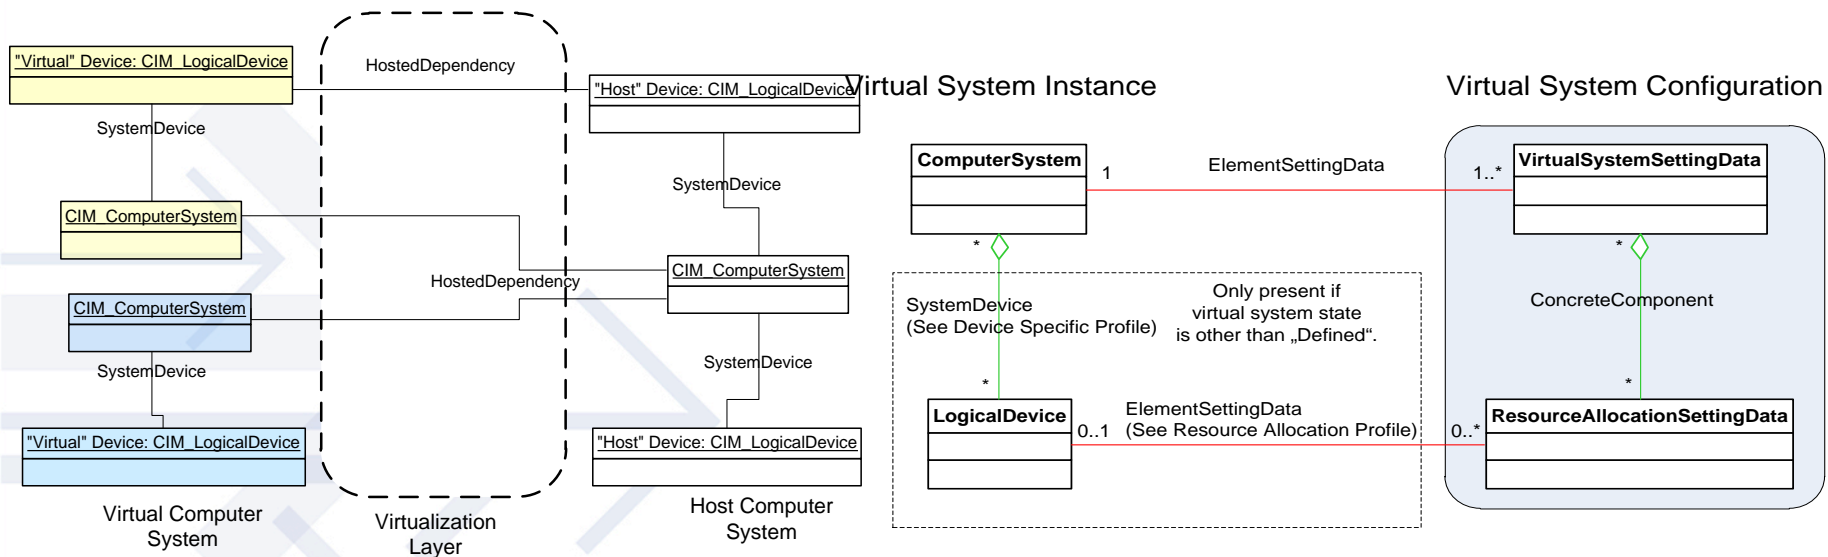 "Virtual" Device: CIM_LogicalDevice
HostedDependency
"Host" Device: CIM_LogicalDevice
SystemDevice
SystemDevice
CIM_ComputerSystem
CIM_ComputerSystem
HostedDependency
CIM_ComputerSystem
SystemDevice
SystemDevice
"Virtual" Device: CIM_LogicalDevice
"Host" Device: CIM_LogicalDevice
Virtual Computer
System
Virtualization
Layer
Host Computer
System
Virtual System Instance
Virtual System Configuration
ComputerSystem
1
ElementSettingData
1..*
VirtualSystemSettingData
*
*
SystemDevice
(See Device Specific Profile)
Only present if
virtual system state
is other than „Defined“.
ConcreteComponent
*
*
LogicalDevice
0..1
ElementSettingData
(See Resource Allocation Profile)
0..*
ResourceAllocationSettingData